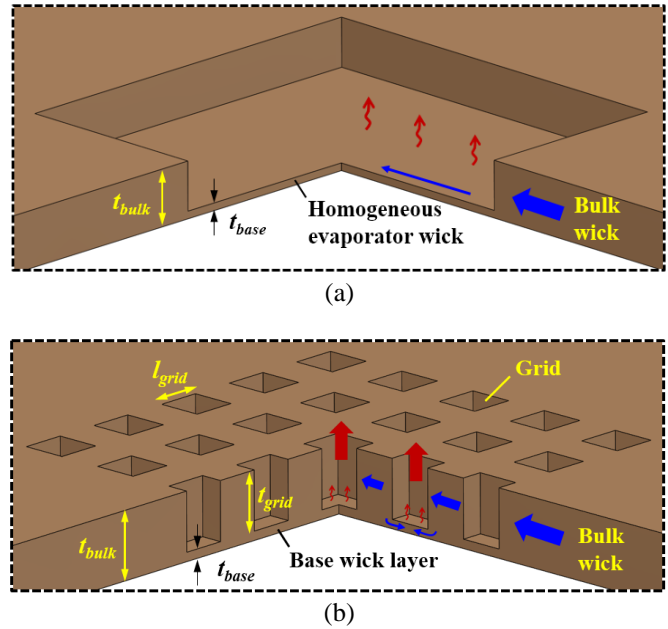 t_bulk
t_base
Homogeneous
evaporator wick
Bulk
wick
(a)
l_grid
Grid
t_grid
t_bulk
t_base
Base wick layer
Bulk
wick
(b)